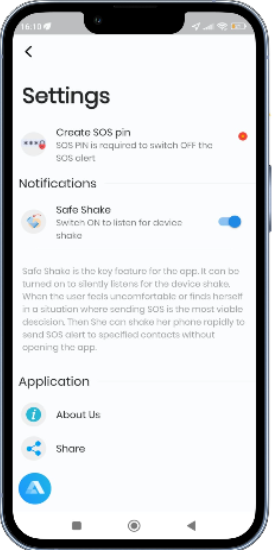 16:10
Settings
Create SOS pin
SOS PIN is required to switch OFF the
SOS alert
Notifications
Safe Shake
Switch ON to listen for device
shake
Safe Shake is the key feature for the app. It can be
turned on to silently listens for the device shake.
When the user feels uncomfortable or finds herself
in a situation where sending SOS is the most viable
descision. Then She can shake her phone rapidly to
send SOS alert to specified contacts without
opening the app.
Application
About Us
Share